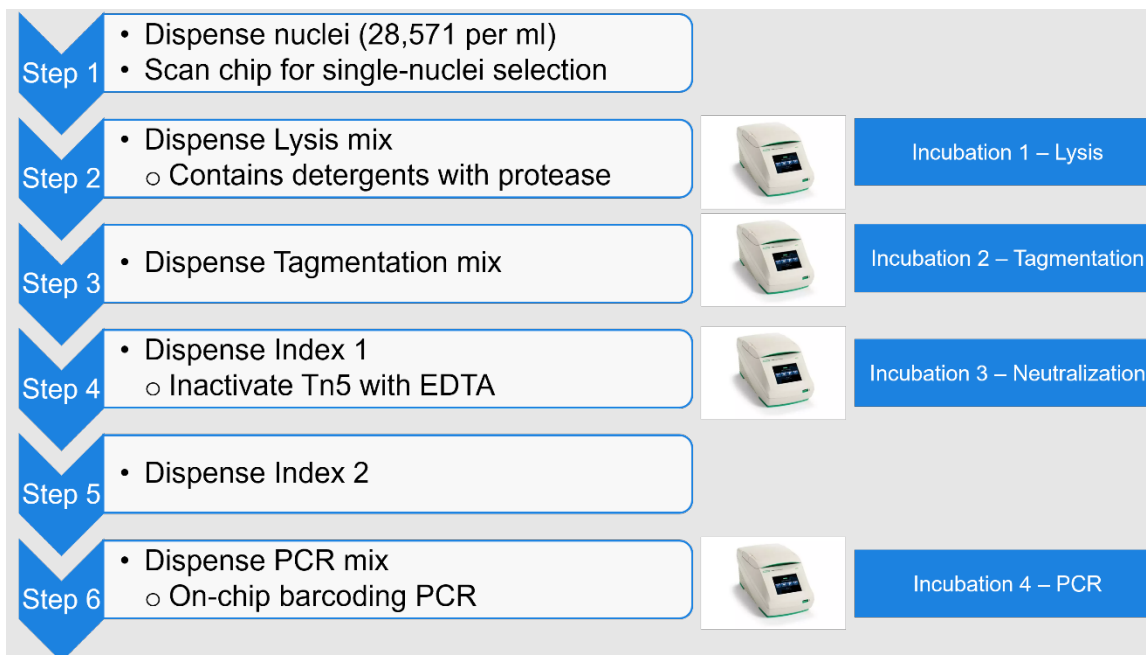 Step 1
• Dispense nuclei (28,571 per ml)
• Scan chip for single-nuclei selection
Step 2
• Dispense Lysis mix
o Contains detergents with protease
Incubation 1 – Lysis
Step 3
• Dispense Tagmentation mix
Incubation 2 – Tagmentation
Step 4
• Dispense Index 1
o Inactivate Tn5 with EDTA
Incubation 3 – Neutralization
Step 5
• Dispense Index 2
Step 6
• Dispense PCR mix
o On-chip barcoding PCR
Incubation 4 – PCR